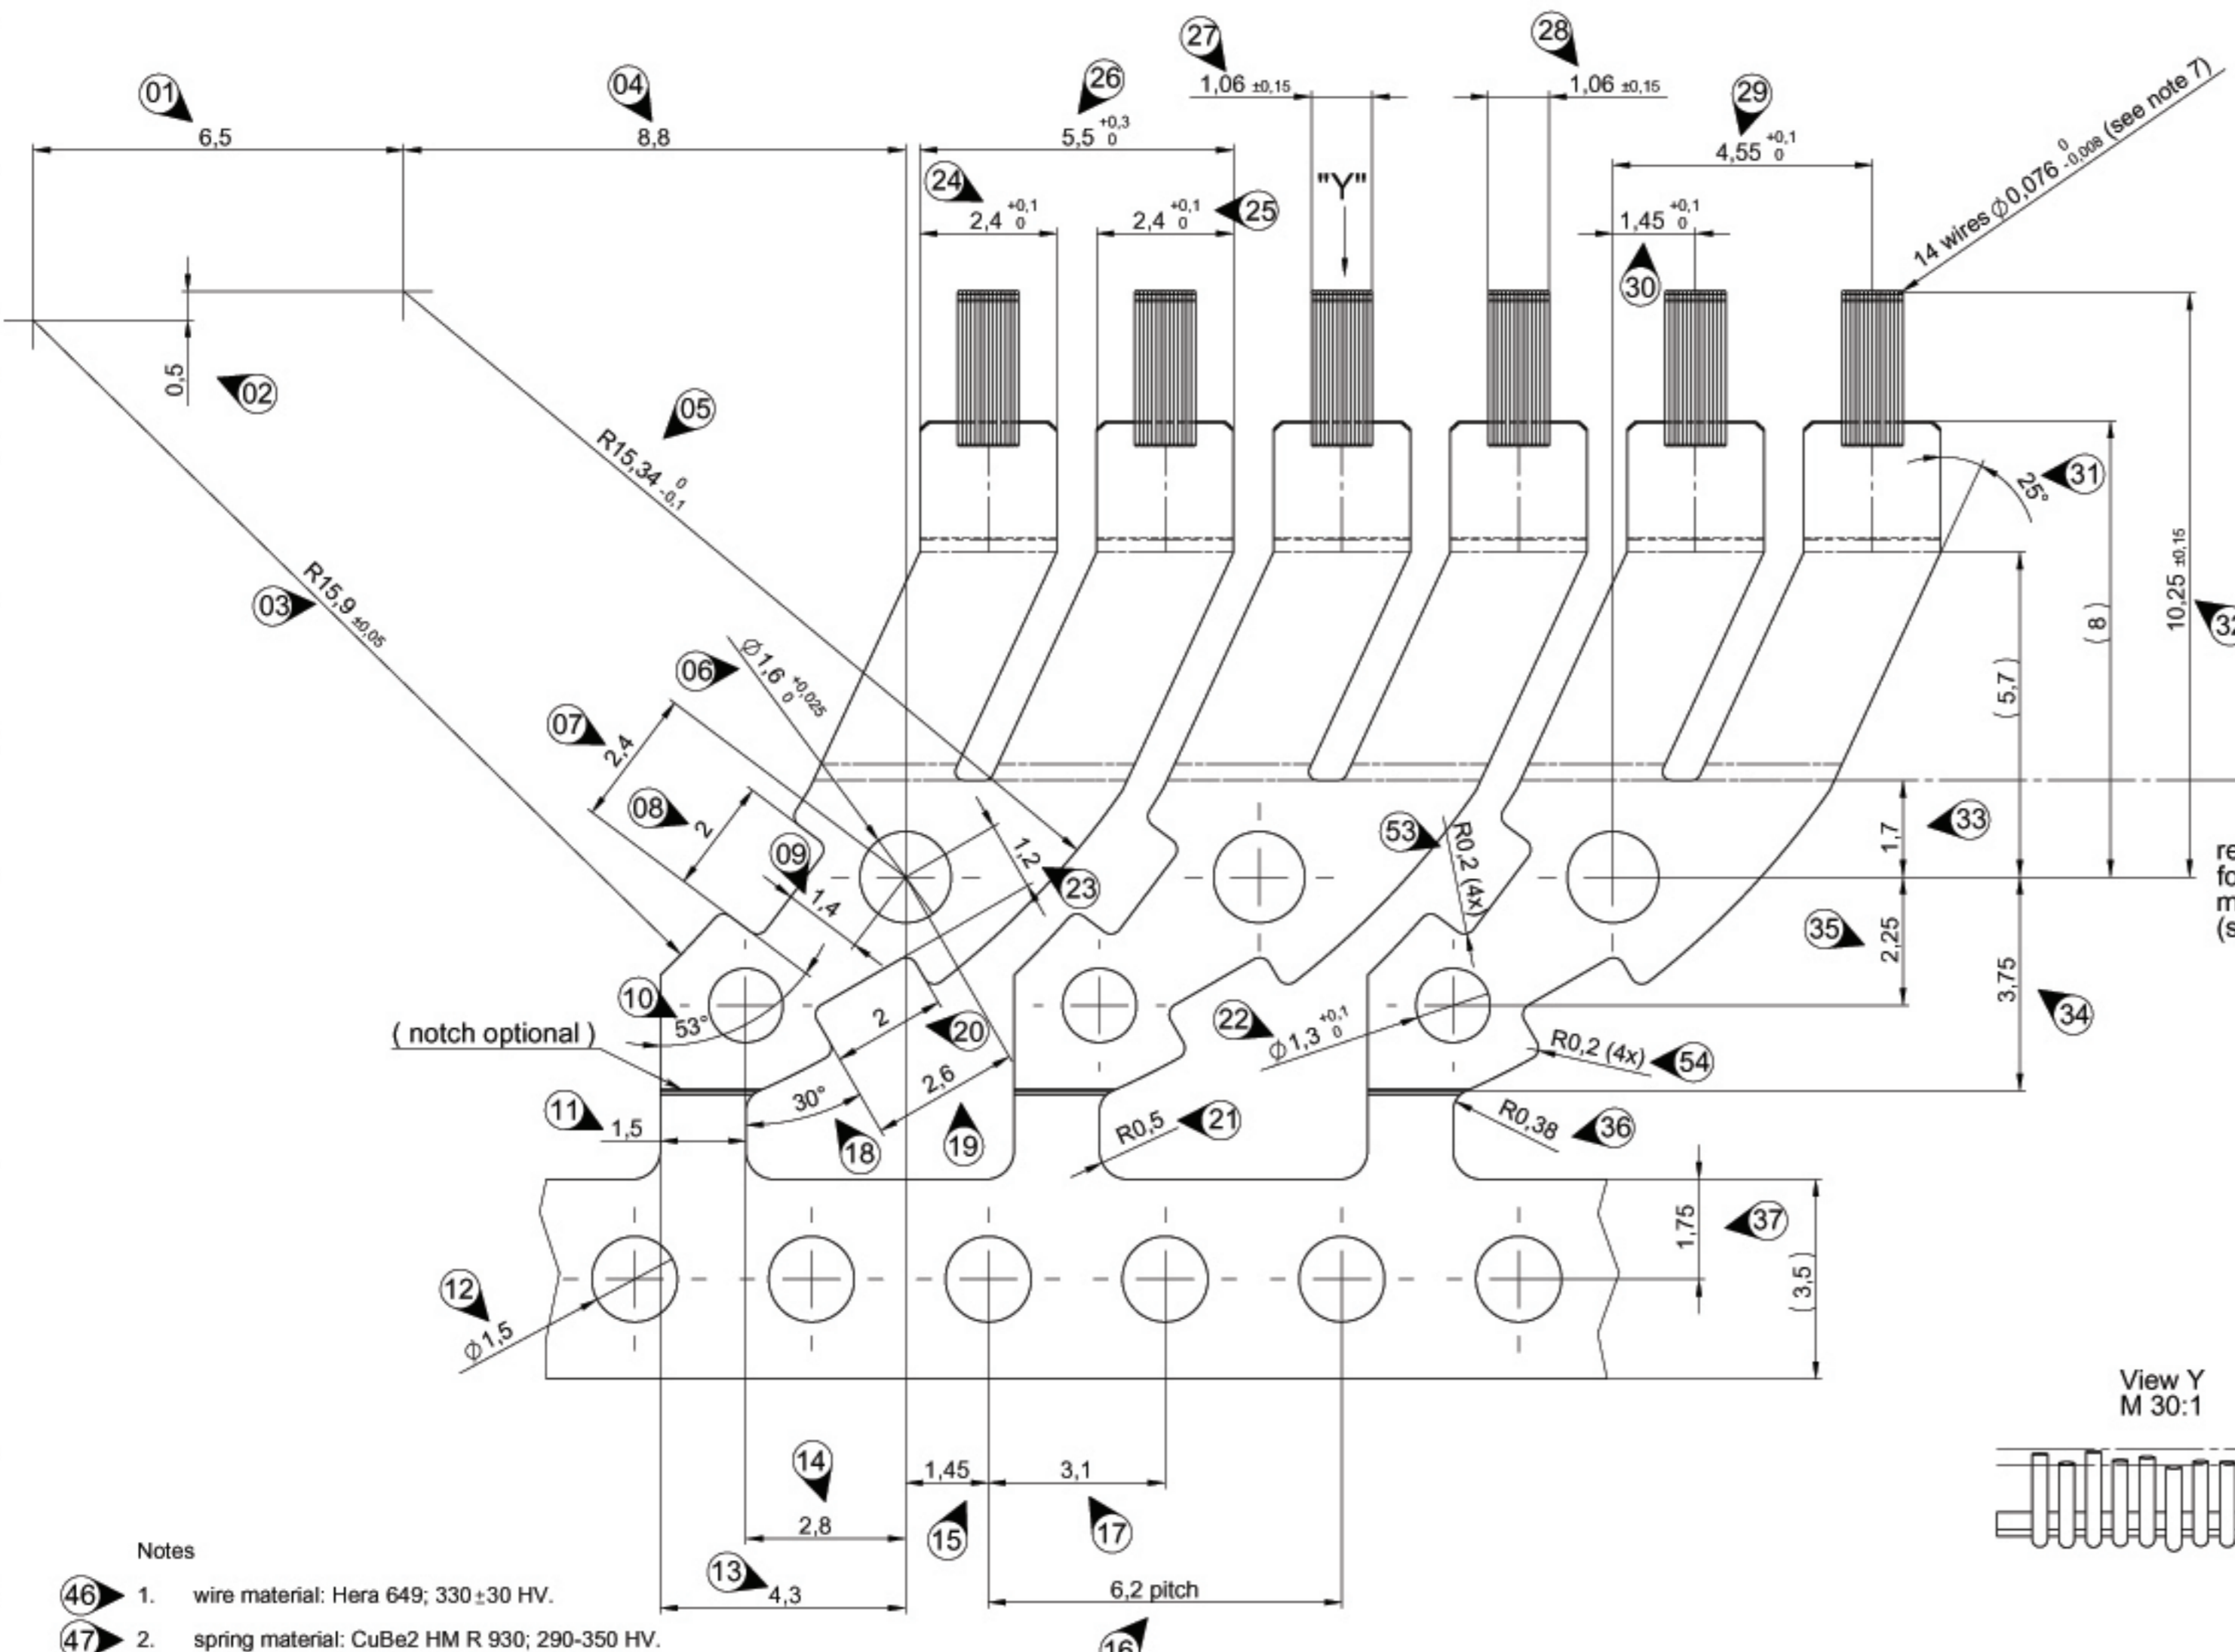 27
28
01
04
26
1,06 ±0,15
1,06 ±0,15
29
6,5
8,8
5,5 +0,3 0
4,55 +0,1 0
14 wires Ø0,076 0 -0,008 (see note 7)
24
2,4 +0,1 0
2,4 +0,1 0
25
"Y"
1,45 +0,1 0
30
0,5
02
05
R15,34 0 -0,1
31
25°
03
R15,9 ±0,05
( 8 )
10,25 ±0,15
32
06
Ø1,6 +0,025 0
( 5,7 )
07
2,4
08
2
09
1,4
1,2
23
53
R0,2 (4x)
1,7
33
35
2,25
3,75
34
10
53°
( notch optional )
2
20
22
Ø1,3 +0,1 0
R0,2 (4x)
54
11
1,5
30°
2,6
18
19
R0,5
21
R0,38
36
1,75
37
( 3,5 )
12
Ø1,5
View Y
M 30:1
14
1,45
3,1
2,8
15
17
13
4,3
6,2 pitch
16
Notes
46 1. wire material: Hera 649; 330±30 HV.
47 2. spring material: CuBe2 HM R 930; 290-350 HV.